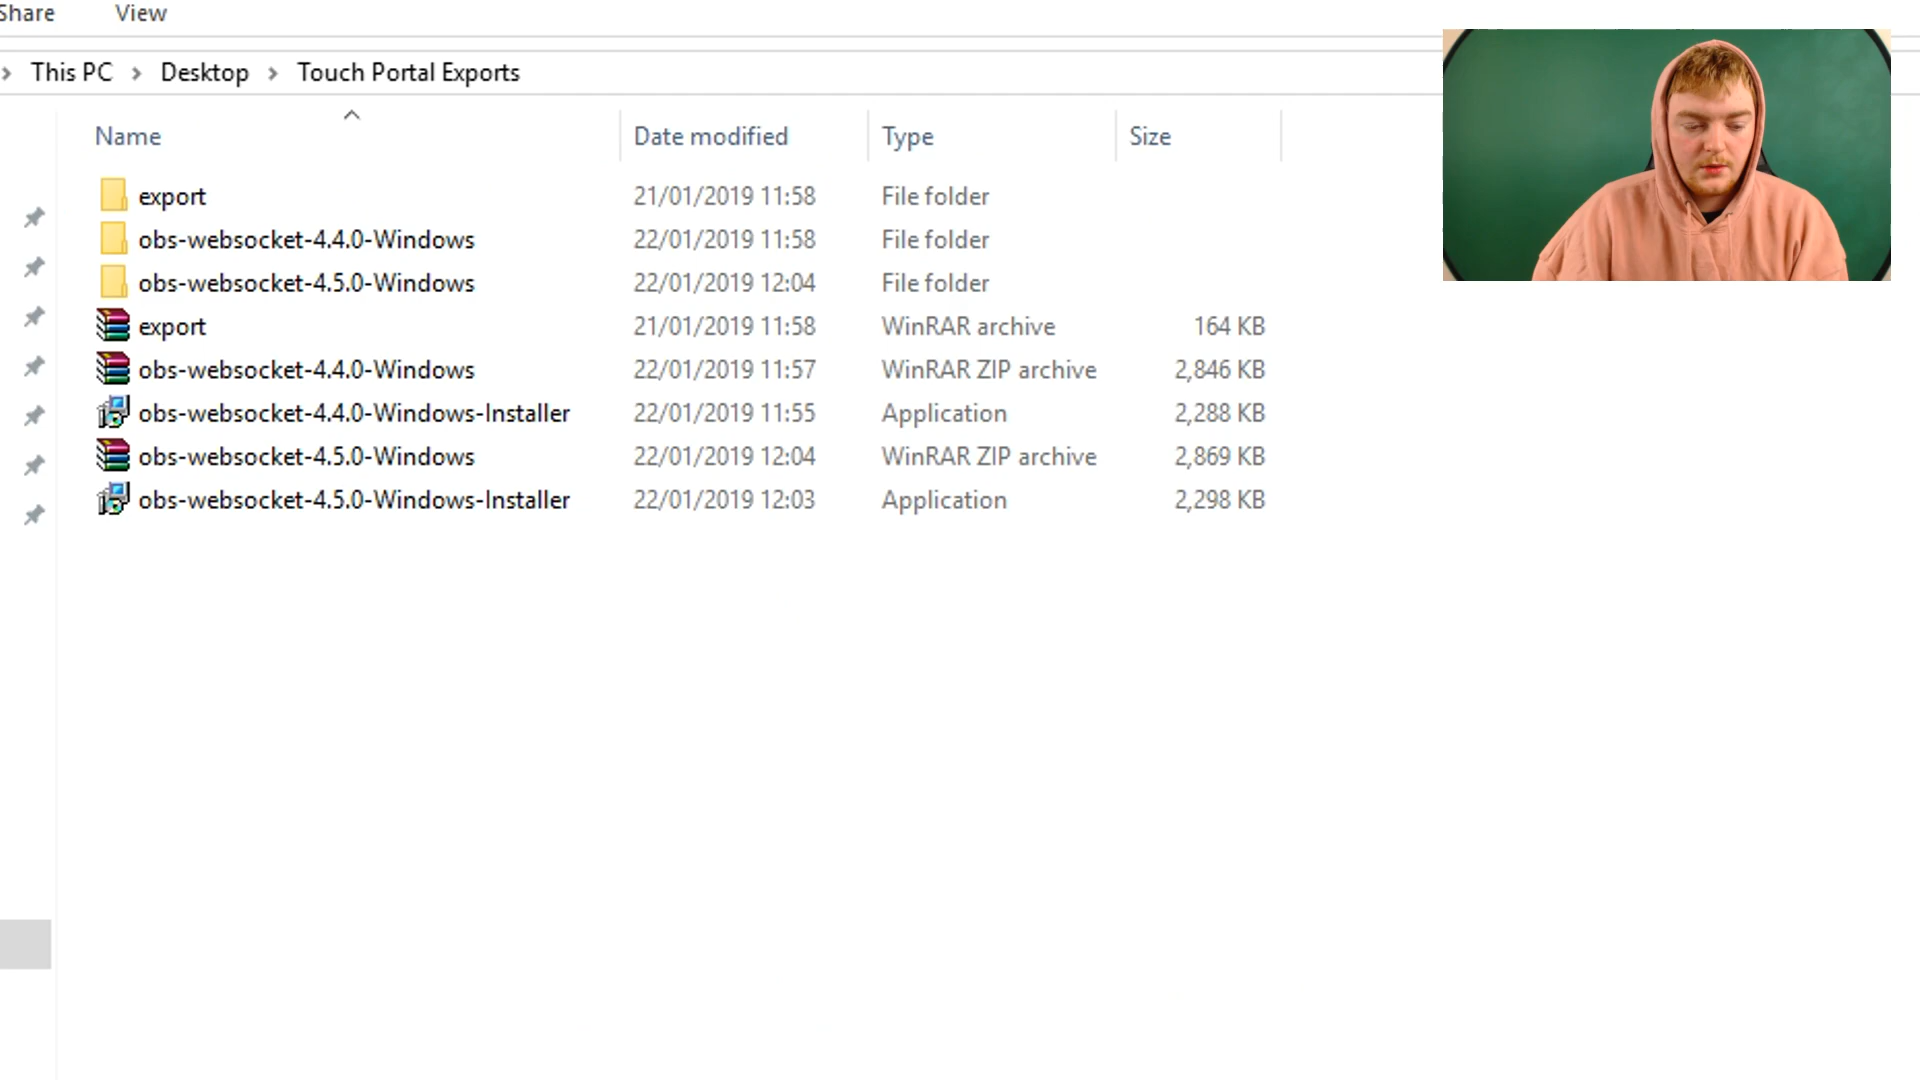 Share View
This PC Desktop Touch Portal Exports
Name Date modified Type Size
export 21/01/2019 11:58 File folder
obs-websocket-4.4.0-Windows 22/01/2019 11:58 File folder
obs-websocket-4.5.0-Windows 22/01/2019 12:04 File folder
export 21/01/2019 11:58 WinRAR archive 164 KB
obs-websocket-4.4.0-Windows 22/01/2019 11:57 WinRAR ZIP archive 2,846 KB
obs-websocket-4.4.0-Windows-Installer 22/01/2019 11:55 Application 2,288 KB
obs-websocket-4.5.0-Windows 22/01/2019 12:04 WinRAR ZIP archive 2,869 KB
obs-websocket-4.5.0-Windows-Installer 22/01/2019 12:03 Application 2,298 KB